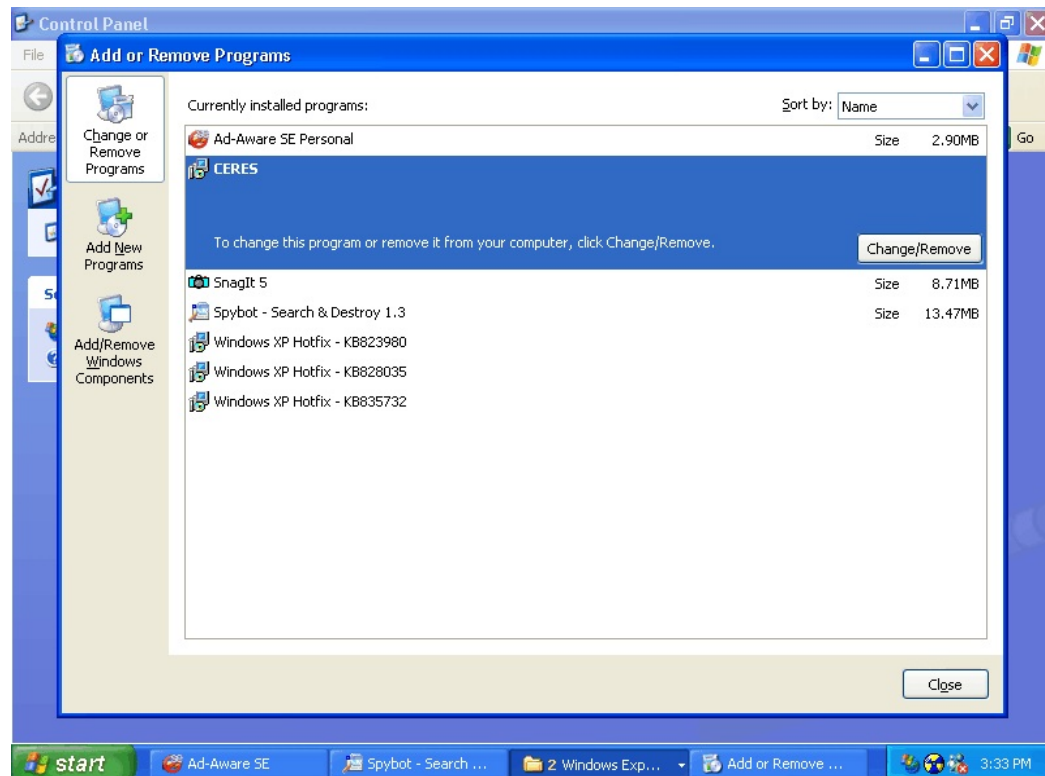 Control Panel
File
Add or Remove Programs
Addre
Go
Change or
Remove
Programs
Add New
Programs
Add/Remove
Windows
Components
Currently installed programs:
Sort by: Name
Ad-Aware SE Personal Size 2.90MB
CERES
To change this program or remove it from your computer, click Change/Remove. Change/Remove
SnagIt 5 Size 8.71MB
Spybot - Search & Destroy 1.3 Size 13.47MB
Windows XP Hotfix - KB823980
Windows XP Hotfix - KB828035
Windows XP Hotfix - KB835732
Close
start Ad-Aware SE Spybot - Search ... 2 Windows Exp... Add or Remove ... 3:33 PM